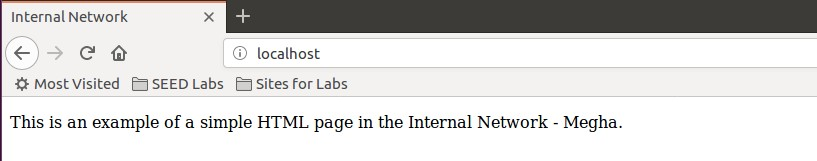 Internal Network
localhost
Most Visited SEED Labs Sites for Labs
This is an example of a simple HTML page in the Internal Network - Megha.